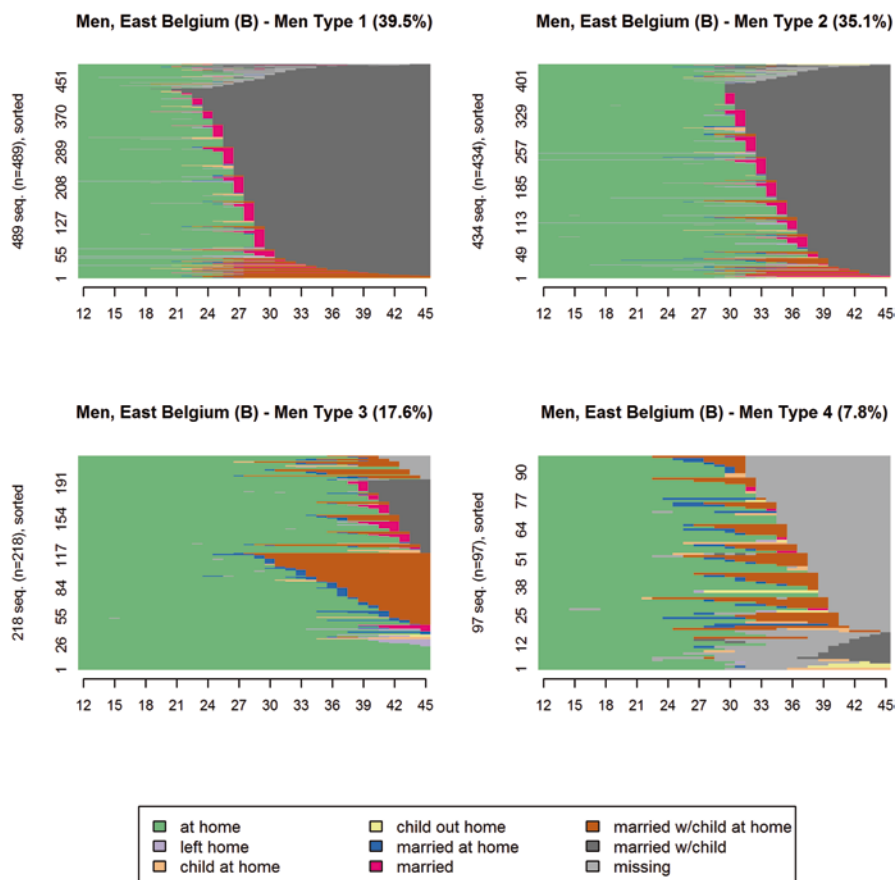 Men, East Belgium (B) - Men Type 1 (39.5%)
489 seq. (n=489), sorted
1 55 127 208 289 370 451
12 15 18 21 24 27 30 33 36 39 42 45
Men, East Belgium (B) - Men Type 2 (35.1%)
434 seq. (n=434), sorted
1 49 113 185 257 329 401
12 15 18 21 24 27 30 33 36 39 42 45
Men, East Belgium (B) - Men Type 3 (17.6%)
218 seq. (n=218), sorted
1 26 55 84 117 154 191
12 15 18 21 24 27 30 33 36 39 42 45
Men, East Belgium (B) - Men Type 4 (7.8%)
97 seq. (n=97), sorted
1 12 25 38 51 64 77 90
12 15 18 21 24 27 30 33 36 39 42 45
at home child out home married w/child at home
left home married at home married w/child
child at home married missing